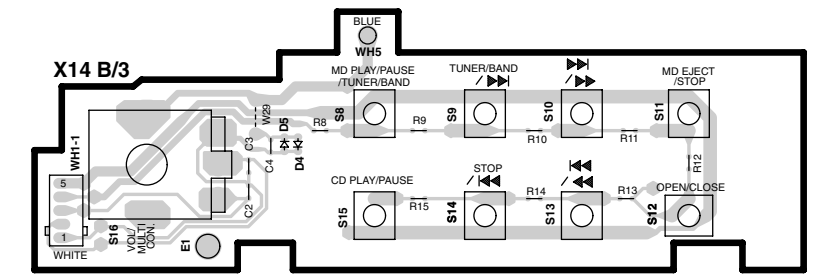 BLUE
WH5
X14 B/3
MD PLAY/PAUSE
/TUNER/BAND
TUNER/BAND
/
/
MD EJECT
/STOP
S8
S9
S10
S11
W29
D5
R8
R9
R10
R11
WH1-1
C3
C4
D4
R12
5
CD PLAY/PAUSE
STOP
/
/
OPEN/CLOSE
R15
R14
R13
S15
S14
S13
S12
C2
1
S16
VOL/
MULTI
CON.
E1
WHITE